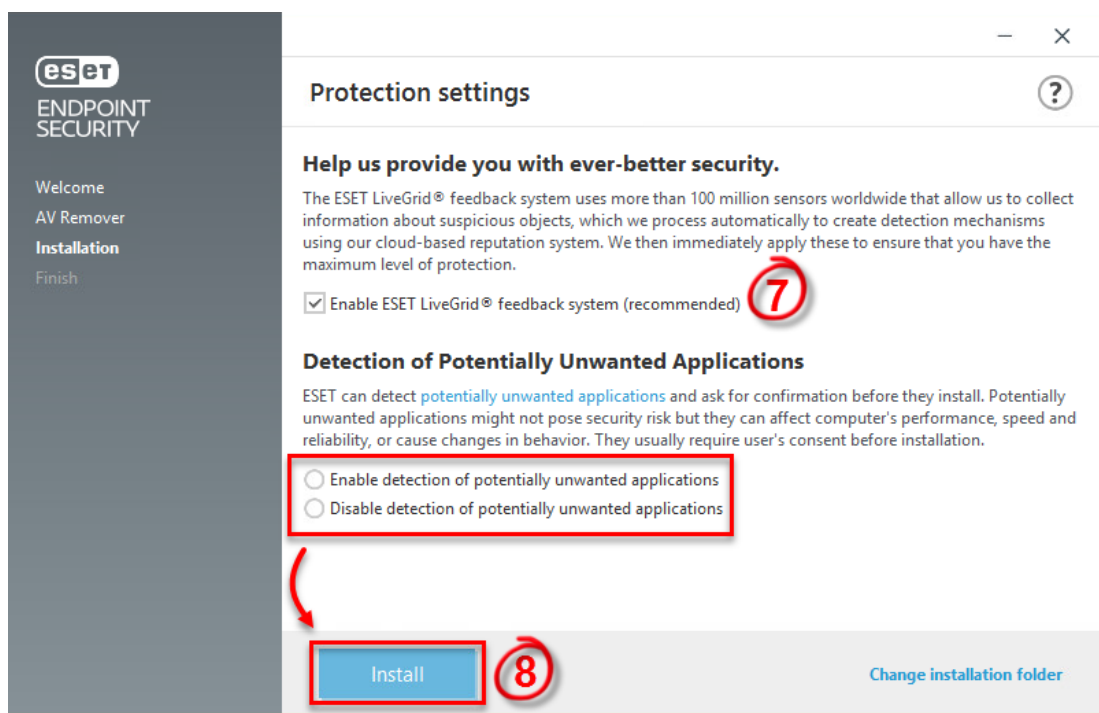 eset
ENDPOINT
SECURITY
Welcome
AV Remover
Installation
Finish
Protection settings
?
Help us provide you with ever-better security.
The ESET LiveGrid® feedback system uses more than 100 million sensors worldwide that allow us to collect
information about suspicious objects, which we process automatically to create detection mechanisms
using our cloud-based reputation system. We then immediately apply these to ensure that you have the
maximum level of protection.
Enable ESET LiveGrid® feedback system (recommended)
7
Detection of Potentially Unwanted Applications
ESET can detect potentially unwanted applications and ask for confirmation before they install. Potentially
unwanted applications might not pose security risk but they can affect computer's performance, speed and
reliability, or cause changes in behavior. They usually require user's consent before installation.
Enable detection of potentially unwanted applications
Disable detection of potentially unwanted applications
Install
8
Change installation folder